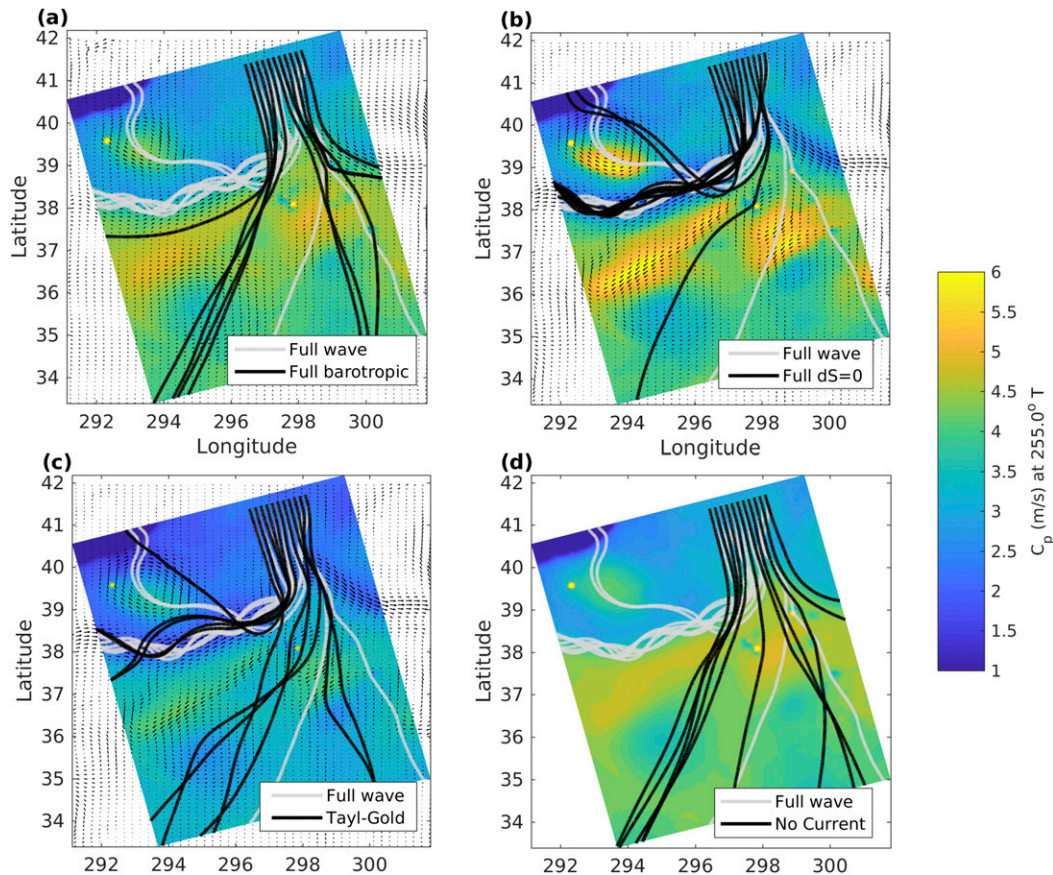 (a)
42
41
40
39
38
37
36
35
34
Latitude
292 294 296 298 300
Longitude
Full wave
Full barotropic
(b)
42
41
40
39
38
37
36
35
34
Latitude
292 294 296 298 300
Longitude
Full wave
Full dS=0
(c)
42
41
40
39
38
37
36
35
34
Latitude
292 294 296 298 300
Full wave
Tayl-Gold
(d)
42
41
40
39
38
37
36
35
34
Latitude
292 294 296 298 300
Full wave
No Current
6
5.5
5
4.5
4
3.5
3
2.5
2
1.5
1
Cp (m/s) at 255.0° T